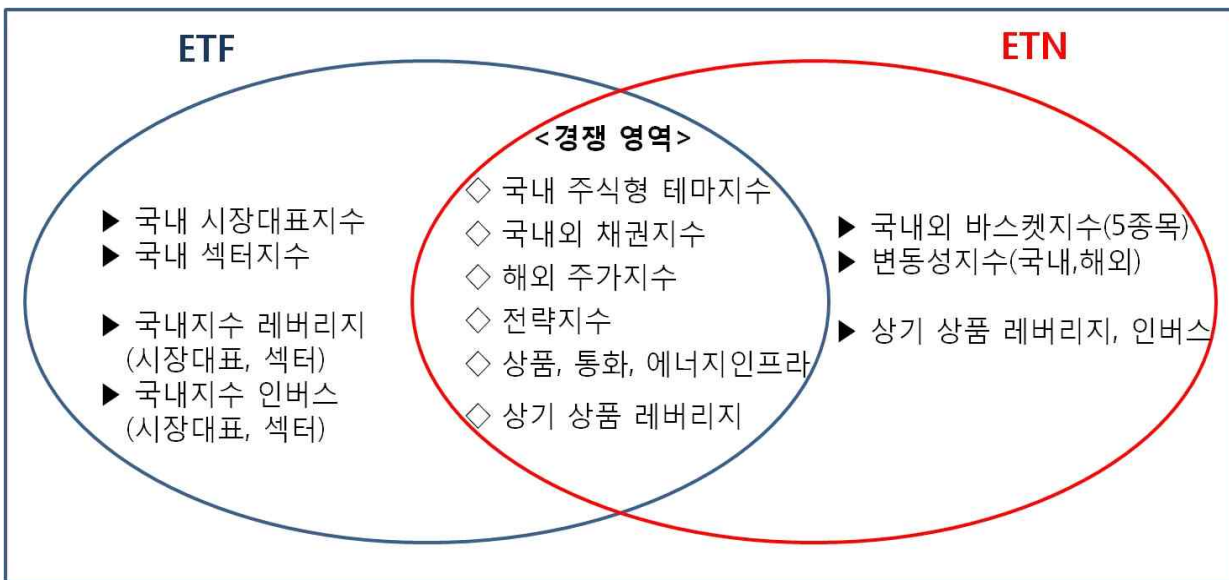 ETF
ETN
<경쟁 영역>
▶ 국내 시장대표지수
▶ 국내 섹터지수
▶ 국내지수 레버리지
(시장대표, 섹터)
▶ 국내지수 인버스
(시장대표, 섹터)
◇ 국내 주식형 테마지수
◇ 국내외 채권지수
◇ 해외 주가지수
◇ 전략지수
◇ 상품, 통화, 에너지인프라
◇ 상기 상품 레버리지
▶ 국내외 바스켓지수(5종목)
▶ 변동성지수(국내,해외)
▶ 상기 상품 레버리지, 인버스